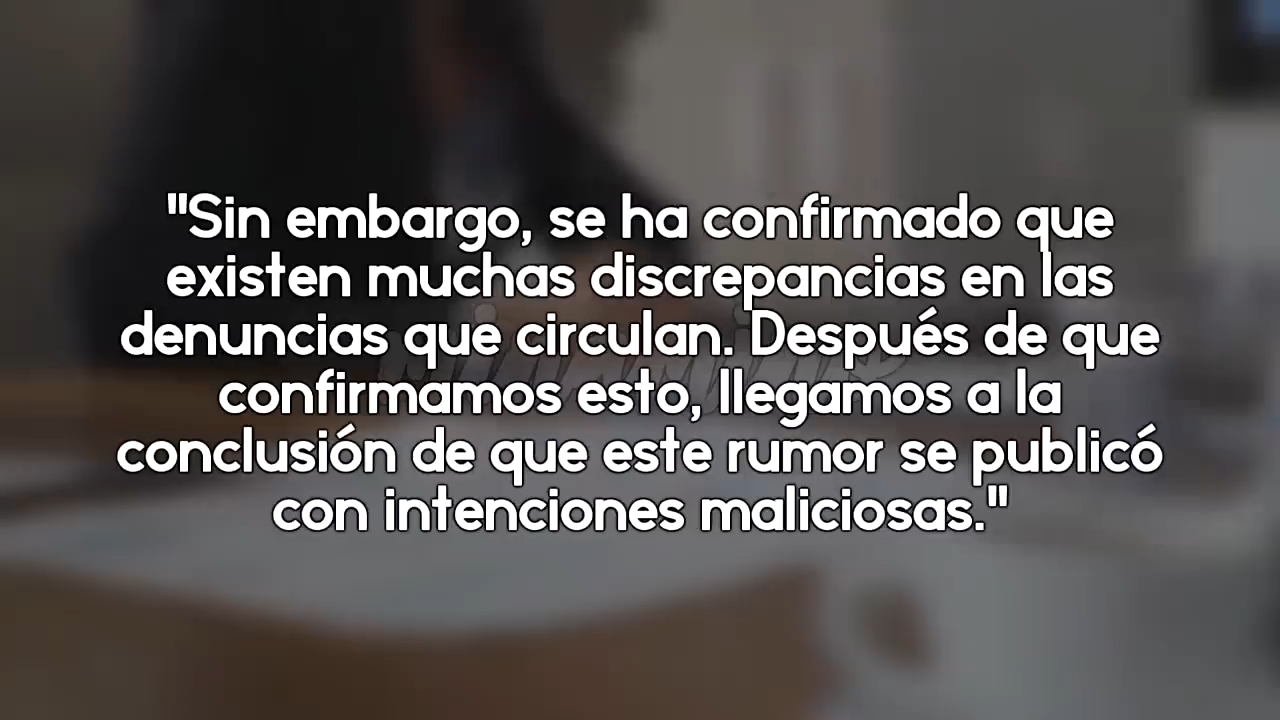 "Sin embargo, se ha confirmado que
existen muchas discrepancias en las
denuncias que circulan. Después de que
confirmamos esto, llegamos a la
conclusión de que este rumor se publicó
con intenciones maliciosas."